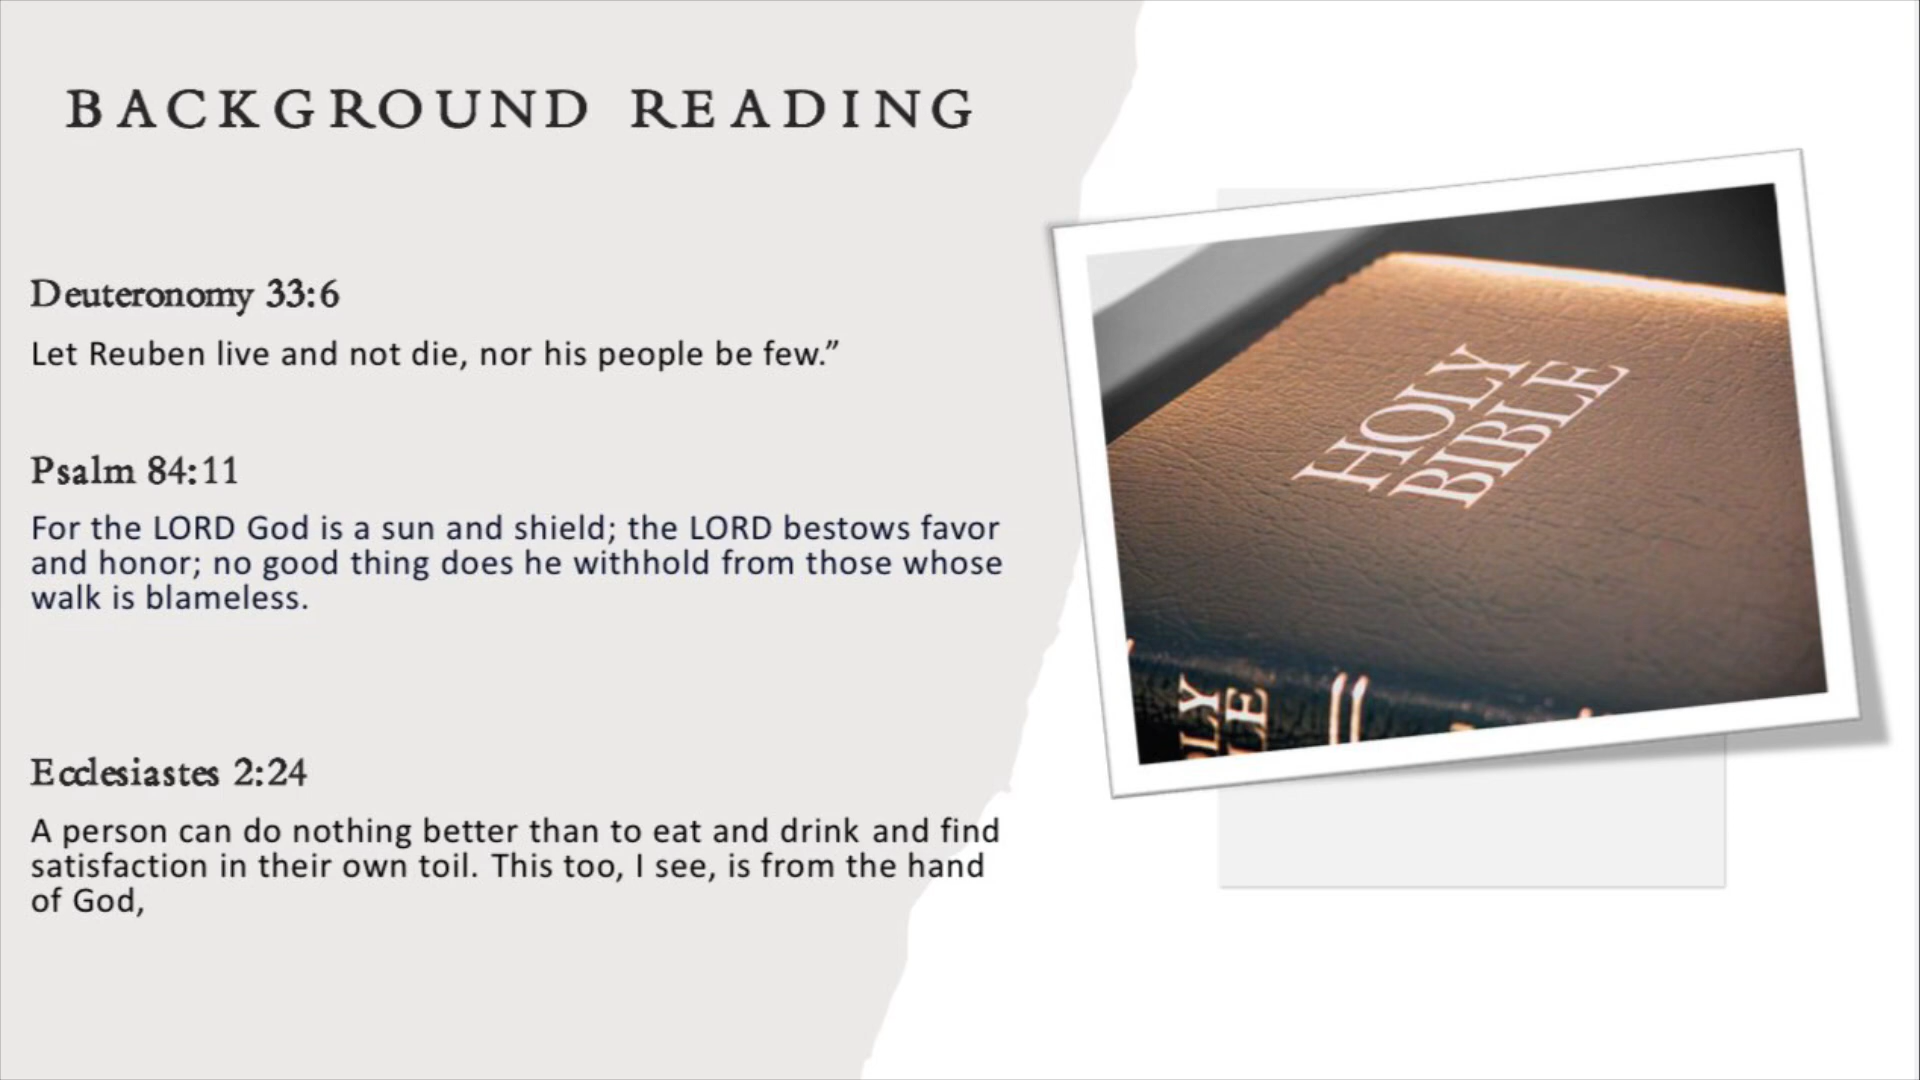 BACKGROUND READING
Deuteronomy 33:6
Let Reuben live and not die, nor his people be few.”
Psalm 84:11
For the LORD God is a sun and shield; the LORD bestows favor
and honor; no good thing does he withhold from those whose
walk is blameless.
Ecclesiastes 2:24
A person can do nothing better than to eat and drink and find
satisfaction in their own toil. This too, I see, is from the hand
of God,
HOLY
BIBLE
LY
LE